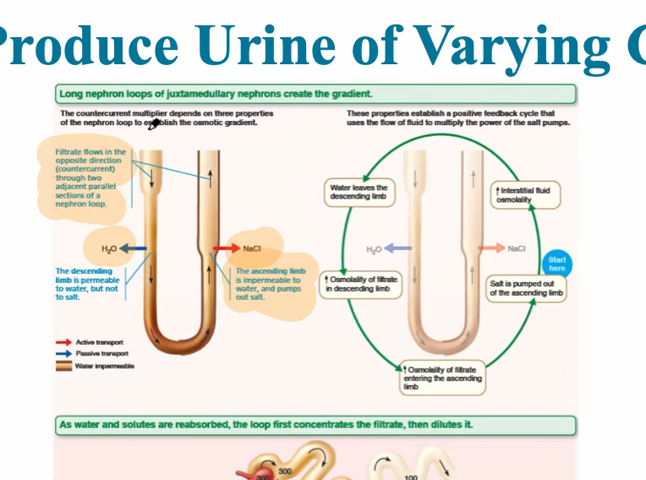 Produce Urine of Varying
Long nephron loops of juxtamedullary nephrons create the gradient.
The countercurrent multiplier depends on three properties
of the nephron loop to establish the osmotic gradient.
These properties establish a positive feedback cycle that
uses the flow of fluid to multiply the power of the salt pumps.
Filtrate flows in the
opposite direction
(countercurrent)
through two
adjacent parallel
sections of a
nephron loop.
H₂O
NaCl
The descending
limb is permeable
to water, but not
to salt.
The ascending limb
is impermeable to
water, and pumps
out salt.
Active transport
Passive transport
Water impermeable
Water leaves the
descending limb
↑ Interstitial fluid
osmolality
H₂O
NaCl
Start
here
↑ Osmolality of filtrate
in descending limb
Salt is pumped out
of the ascending limb
↑ Osmolality of filtrate
entering the ascending
limb
As water and solutes are reabsorbed, the loop first concentrates the filtrate, then dilutes it.
300
300
100